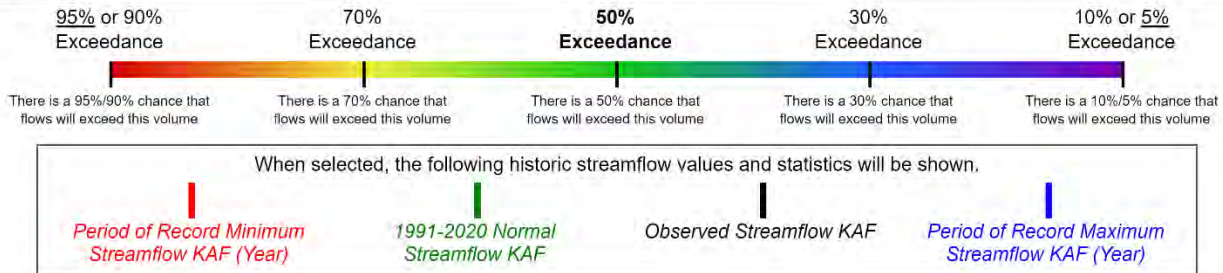 95% or 90% 70% 50% 30% 10% or 5%
Exceedance Exceedance Exceedance Exceedance Exceedance
There is a 95%/90% chance that There is a 70% chance that There is a 50% chance that There is a 30% chance that There is a 10%/5% chance that
flows will exceed this volume flows will exceed this volume flows will exceed this volume flows will exceed this volume flows will exceed this volume
When selected, the following historic streamflow values and statistics will be shown.
Period of Record Minimum 1991-2020 Normal Observed Streamflow KAF Period of Record Maximum
Streamflow KAF (Year) Streamflow KAF Streamflow KAF (Year)